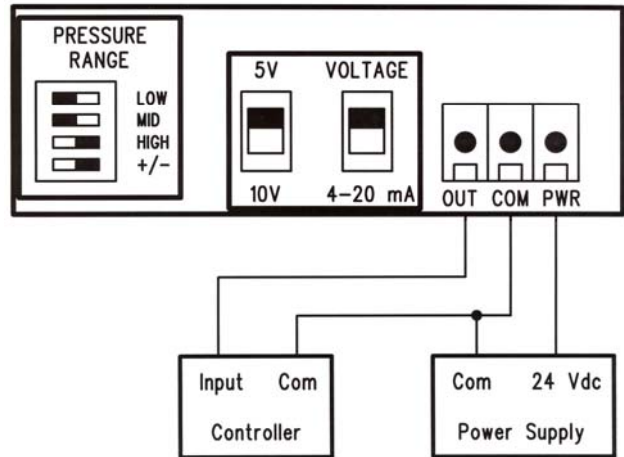 PRESSURE
RANGE
LOW
MID
HIGH
+/-
5V VOLTAGE
10V 4-20 mA
OUT COM PWR
Input Com
Controller
Com 24 Vdc
Power Supply